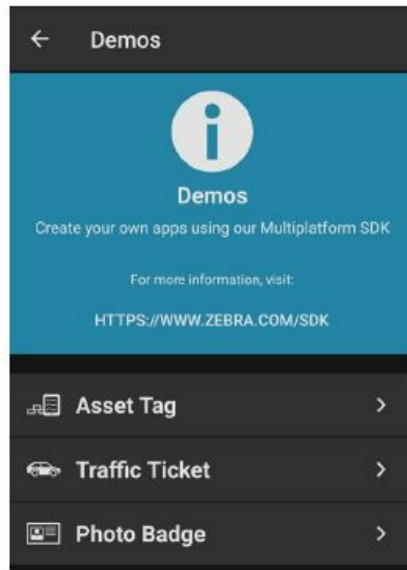 Demos
Demos
Create your own apps using our Multiplatform SDK
For more information, visit:
HTTPS://WWW.ZEBRA.COM/SDK
Asset Tag
Traffic Ticket
Photo Badge